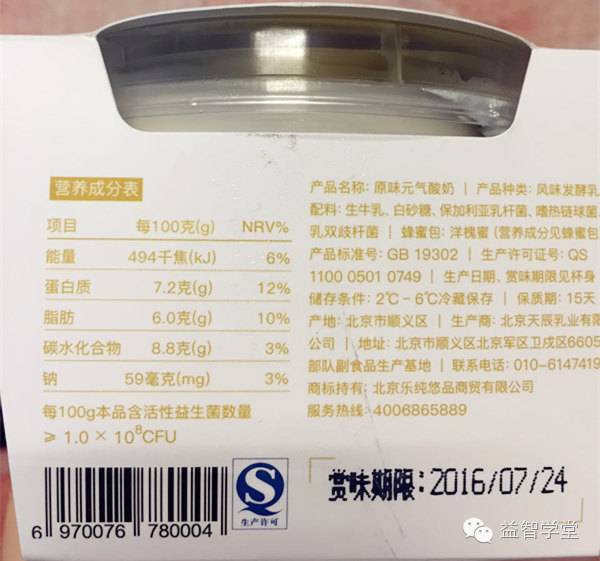 营养成分表
项目 每100克(g) NRV%
能量 494千焦(kJ) 6%
蛋白质 7.2克(g) 12%
脂肪 6.0克(g) 10%
碳水化合物 8.8克(g) 3%
钠 59毫克(mg) 3%
每100g本品含活性益生菌数量
≥ 1.0 × 10⁸CFU
产品名称: 原味元气酸奶 | 产品种类: 风味发酵乳
配料: 生牛乳、白砂糖、保加利亚乳杆菌、嗜热链球菌
乳双歧杆菌 | 蜂蜜包: 洋槐蜜 (营养成分见蜂蜜包
产品标准号: GB 19302 | 生产许可证号: QS
1100 0501 0749 | 生产日期、赏味期限见杯身
储存条件: 2℃ - 6℃冷藏保存 | 保质期: 15天
产地: 北京市顺义区 | 生产商: 北京天辰乳业有限
公司 | 地址: 北京市顺义区北京军区卫戍区6605
部队副食品生产基地 | 联系电话: 010-6147419
商标持有: 北京乐纯悠品商贸有限公司
服务热线: 4006865889
6 970076 780004
QS
生产许可
赏味期限:2016/07/24
益智学堂